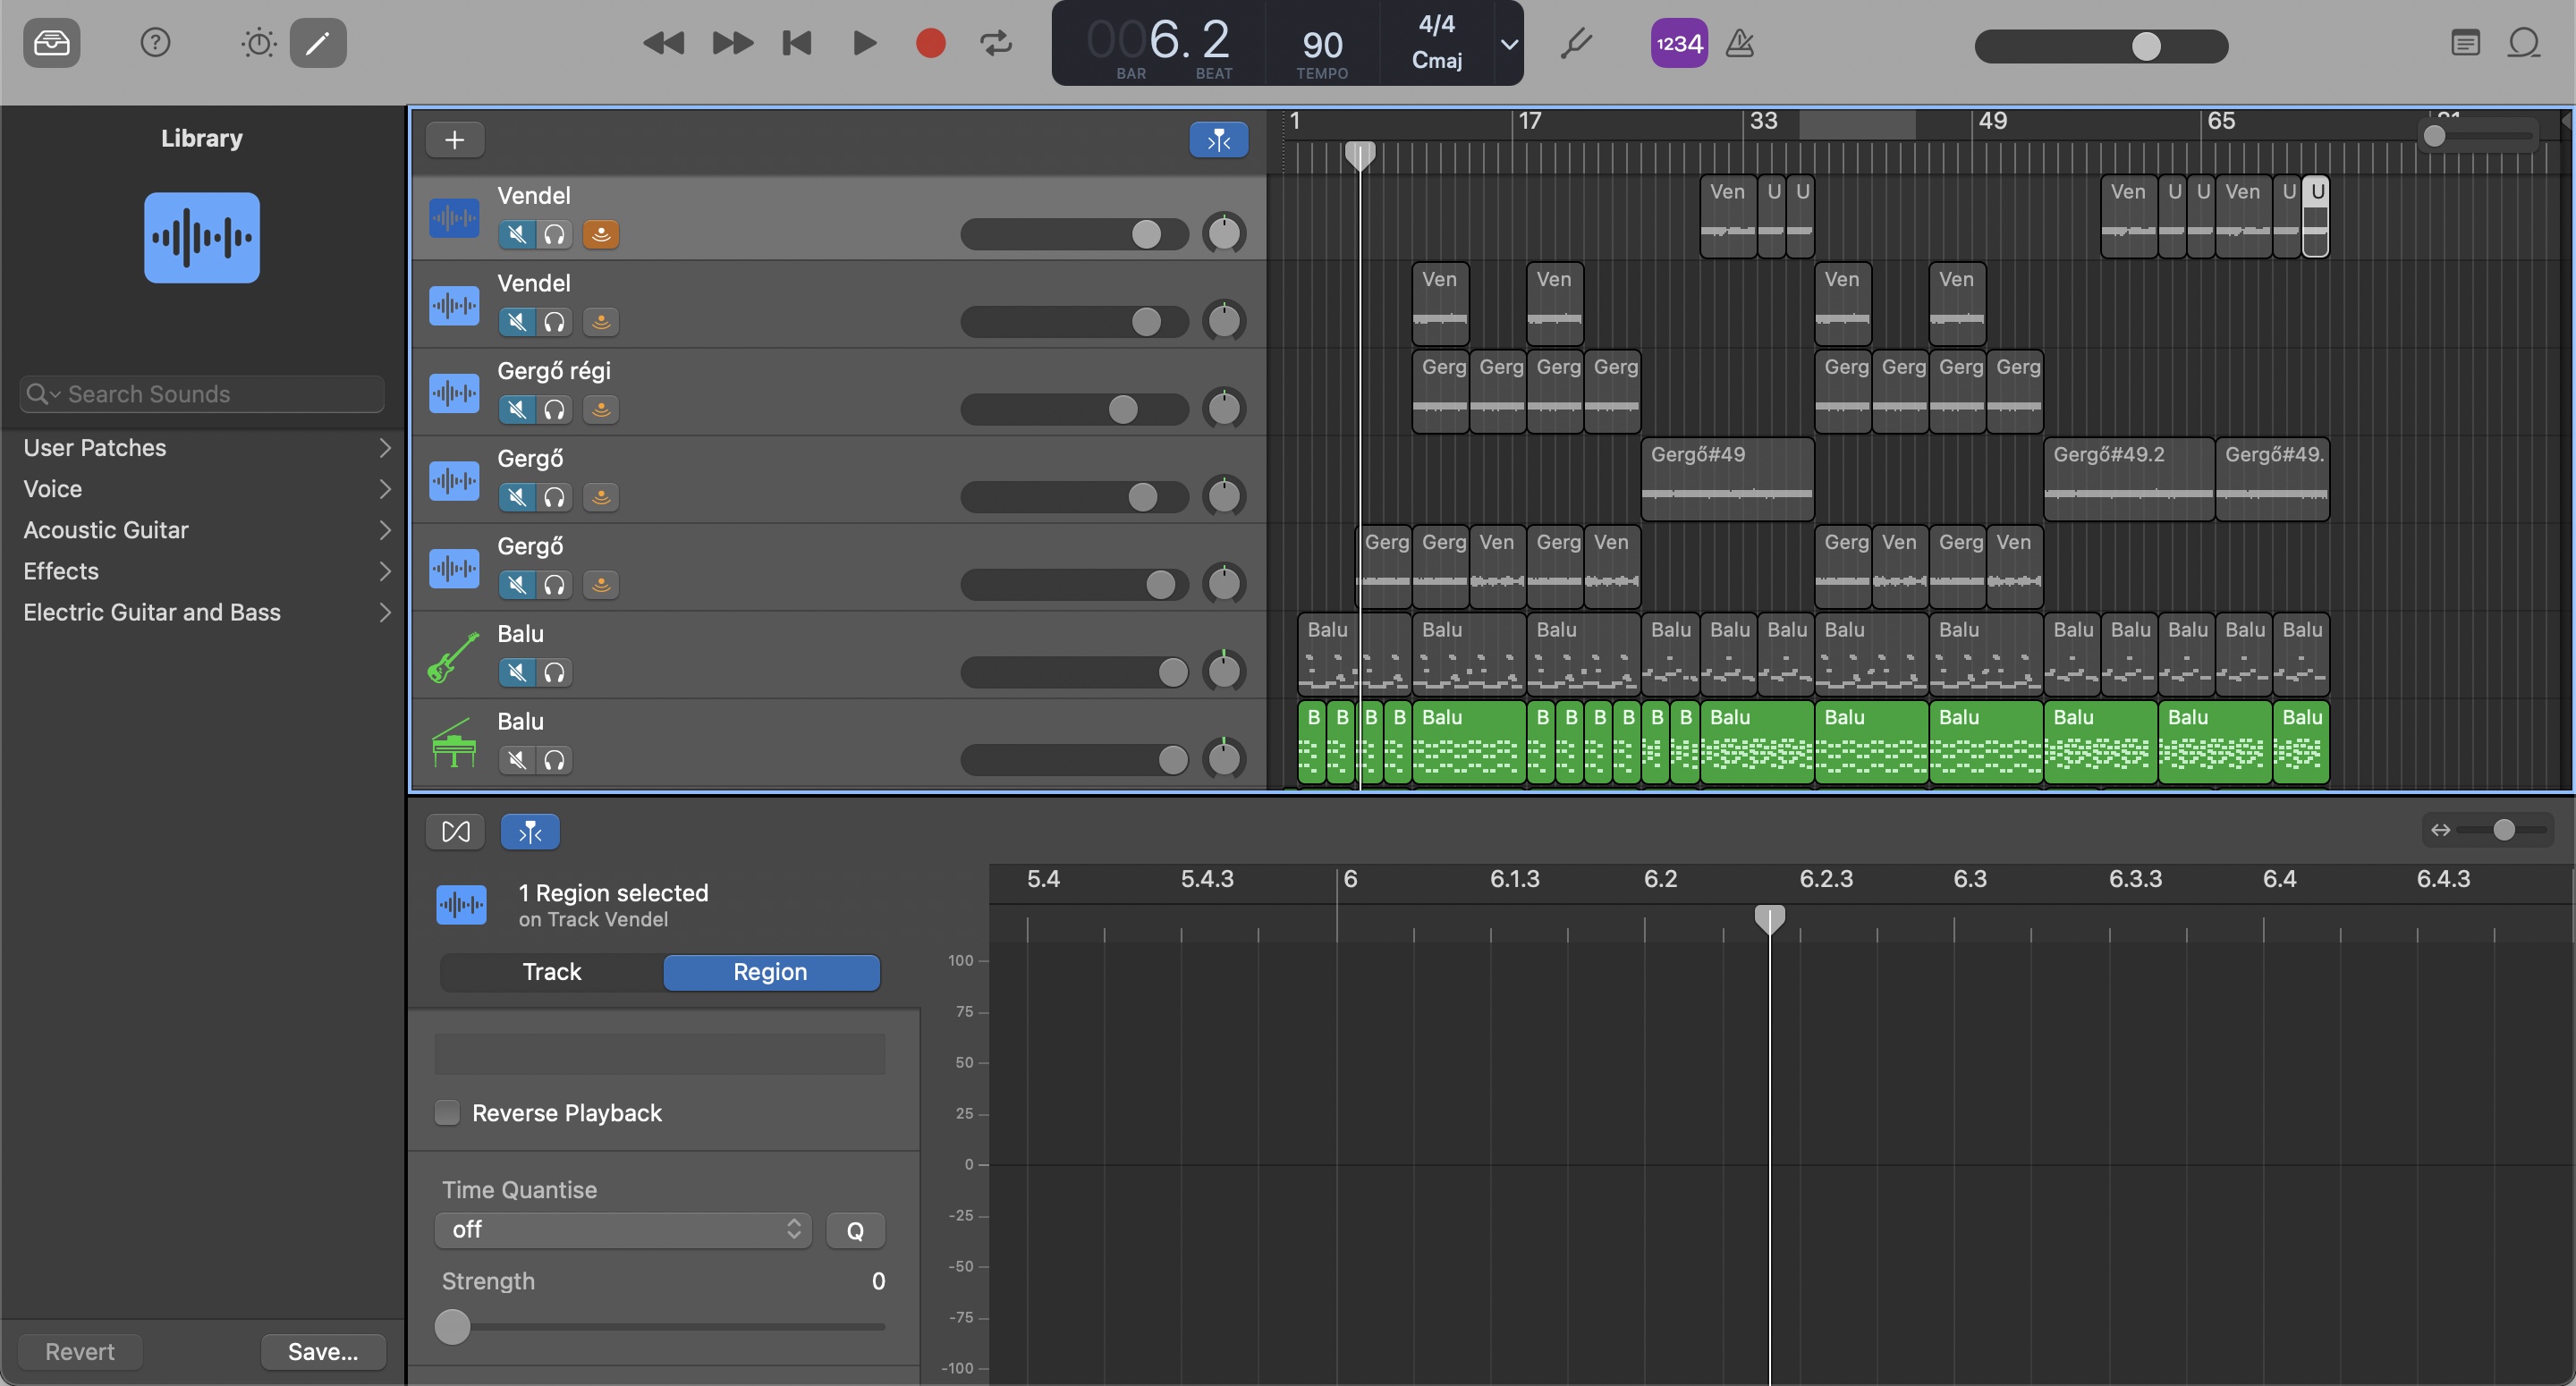 006. 2
BAR BEAT
90
TEMPO
4/4
Cmaj
1234
Library
Search Sounds
User Patches
Voice
Acoustic Guitar
Effects
Electric Guitar and Bass
Revert
Save...
1 17 33 49 65
Vendel
Ven U U Ven U U Ven U U
Vendel
Ven Ven Ven Ven
Gergő régi
Gerg Gerg Gerg Gerg Gerg Gerg Gerg Gerg
Gergő
Gergő#49 Gergő#49.2 Gergő#49.
Gergő
Gerg Gerg Ven Gerg Ven Gerg Ven Gerg Ven
Balu
Balu Balu Balu Balu Balu Balu Balu Balu Balu Balu Balu Balu Balu
Balu
B B B B Balu B B B B B B Balu Balu Balu Balu Balu Balu
1 Region selected
on Track Vendel
Track Region
Reverse Playback
Time Quantise
off
Q
Strength 0
5.4 5.4.3 6 6.1.3 6.2 6.2.3 6.3 6.3.3 6.4 6.4.3
100
75
50
25
0
-25
-50
-75
-100